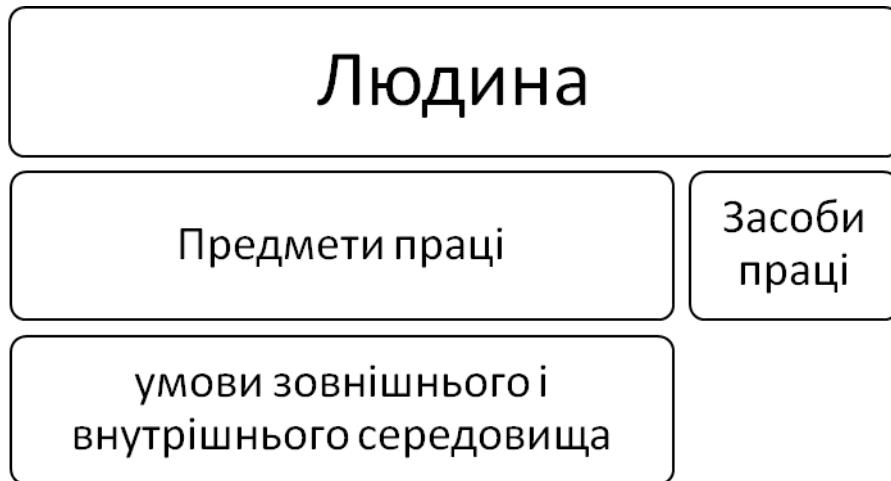 Людина
Предмети праці
Засоби
праці
умови зовнішнього і
внутрішнього середовища